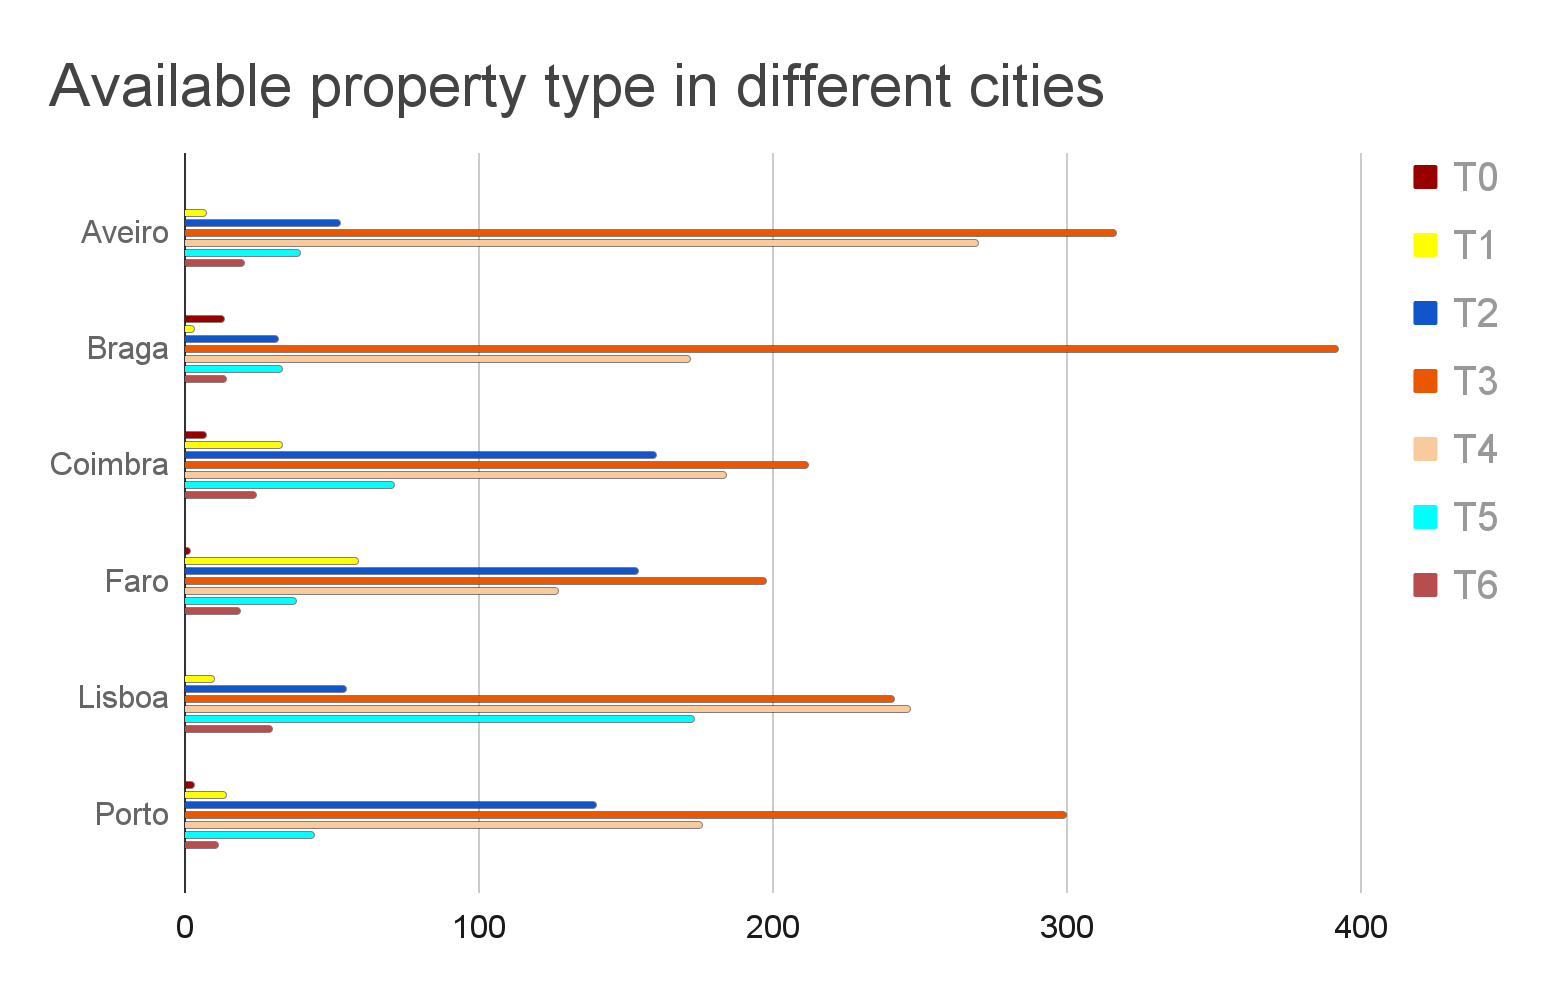 Available property type in different cities
T0
T1
T2
T3
T4
T5
T6
Aveiro
Braga
Coimbra
Faro
Lisboa
Porto
0 100 200 300 400